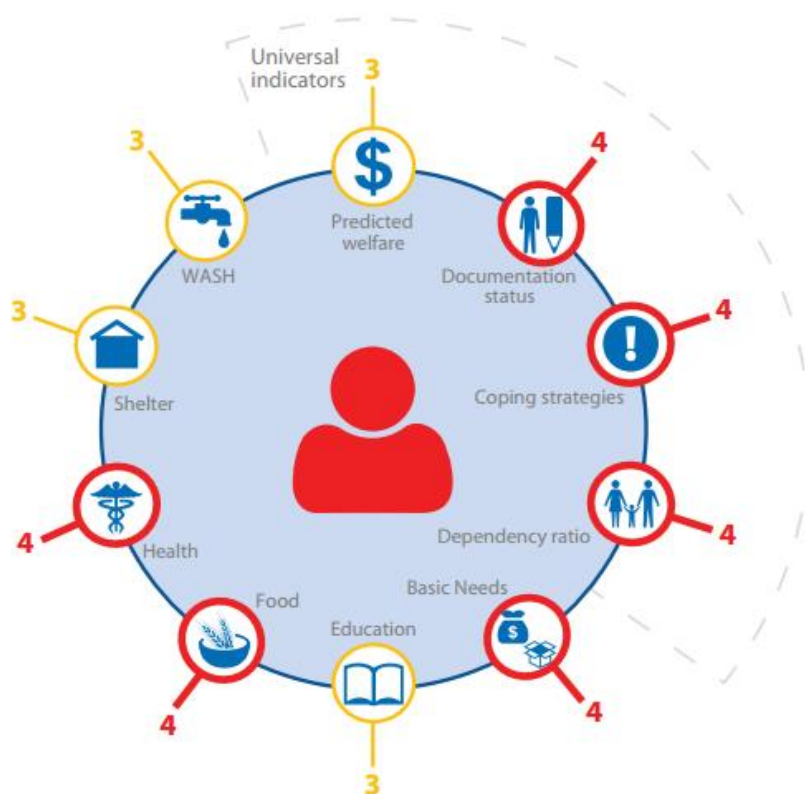 Universal
indicators
3
$
Predicted
welfare
4
Documentation
status
4
!
Coping strategies
4
Dependency ratio
4
$
Basic Needs
3
Education
4
Food
4
Health
3
Shelter
3
WASH